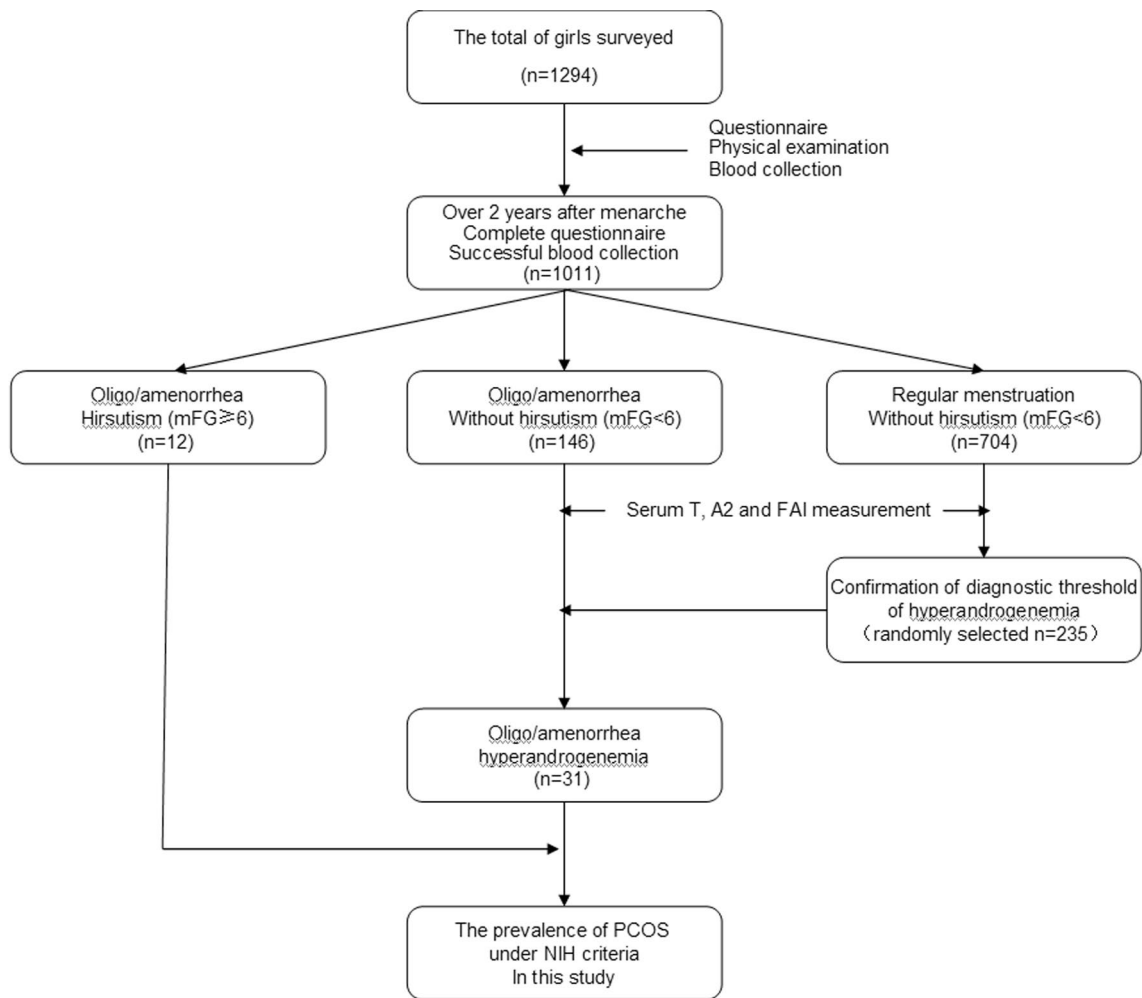 The total of girls surveyed
(n=1294)
Questionnaire
Physical examination
Blood collection
Over 2 years after menarche
Complete questionnaire
Successful blood collection
(n=1011)
Oligo/amenorrhea
Hirsutism (mFG≥6)
(n=12)
Oligo/amenorrhea
Without hirsutism (mFG<6)
(n=146)
Regular menstruation
Without hirsutism (mFG<6)
(n=704)
Serum T, A2 and FAI measurement
Confirmation of diagnostic threshold
of hyperandrogenemia
（randomly selected n=235）
Oligo/amenorrhea
hyperandrogenemia
(n=31)
The prevalence of PCOS
under NIH criteria
In this study